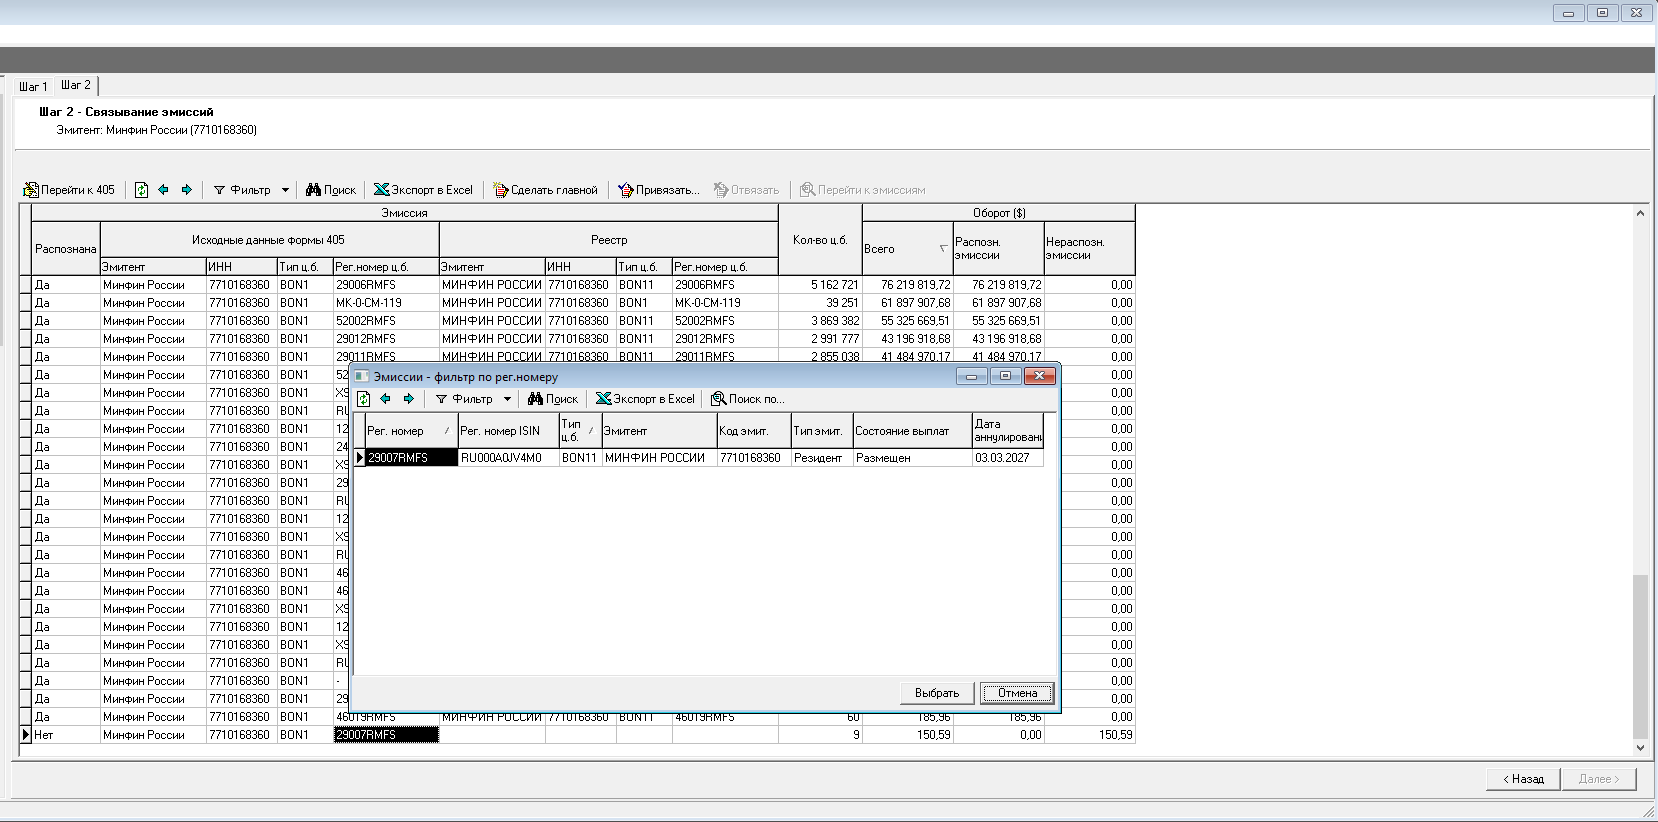 Шаг 1 Шаг 2
Шаг 2 - Связывание эмиссий
Эмитент: Минфин России (7710168360)
Перейти к 405 Фильтр Поиск Экспорт в Excel Сделать главной Привязать... Отвязать Перейти к эмиссиям
Эмиссия Оборот ($)
Распознана Исходные данные формы 405 Реестр Кол-во ц.б. Всего Распозн. эмиссии Нераспозн. эмиссии
Эмитент ИНН Тип ц.б. Рег.номер ц.б. Эмитент ИНН Тип ц.б. Рег.номер ц.б.
Да Минфин России 7710168360 BON1 29006RMFS МИНФИН РОССИИ 7710168360 BON11 29006RMFS 5 162 721 76 219 819,72 76 219 819,72 0,00
Да Минфин России 7710168360 BON1 МК-0-СМ-119 МИНФИН РОССИИ 7710168360 BON1 МК-0-СМ-119 39 251 61 897 907,68 61 897 907,68 0,00
Да Минфин России 7710168360 BON1 52002RMFS МИНФИН РОССИИ 7710168360 BON11 52002RMFS 3 869 382 55 325 669,51 55 325 669,51 0,00
Да Минфин России 7710168360 BON1 29012RMFS МИНФИН РОССИИ 7710168360 BON11 29012RMFS 2 991 777 43 196 918,68 43 196 918,68 0,00
Да Минфин России 7710168360 BON1 29011RMFS МИНФИН РОССИИ 7710168360 BON11 29011RMFS 2 855 038 41 484 970,17 41 484 970,17 0,00
Да Минфин России 7710168360 BON1 52 0,00
Да Минфин России 7710168360 BON1 XS 0,00
Да Минфин России 7710168360 BON1 RU 0,00
Да Минфин России 7710168360 BON1 12 0,00
Да Минфин России 7710168360 BON1 24 0,00
Да Минфин России 7710168360 BON1 XS 0,00
Да Минфин России 7710168360 BON1 29 0,00
Да Минфин России 7710168360 BON1 RU 0,00
Да Минфин России 7710168360 BON1 12 0,00
Да Минфин России 7710168360 BON1 XS 0,00
Да Минфин России 7710168360 BON1 RU 0,00
Да Минфин России 7710168360 BON1 46 0,00
Да Минфин России 7710168360 BON1 46 0,00
Да Минфин России 7710168360 BON1 XS 0,00
Да Минфин России 7710168360 BON1 12 0,00
Да Минфин России 7710168360 BON1 XS 0,00
Да Минфин России 7710168360 BON1 RU 0,00
Да Минфин России 7710168360 BON1 - 0,00
Да Минфин России 7710168360 BON1 29 0,00
Да Минфин России 7710168360 BON1 46019RMFS МИНФИН РОССИИ 7710168360 BON11 46019RMFS 60 185,96 185,96 0,00
Нет Минфин России 7710168360 BON1 29007RMFS 9 150,59 0,00 150,59
Эмиссии - фильтр по рег.номеру
Фильтр Поиск Экспорт в Excel Поиск по...
Рег. номер Рег. номер ISIN Тип ц.б. Эмитент Код эмит. Тип эмит. Состояние выплат Дата аннулировани
29007RMFS RU000A0JV4M0 BON11 МИНФИН РОССИИ 7710168360 Резидент Размещен 03.03.2027
Выбрать Отмена
< Назад Далее >